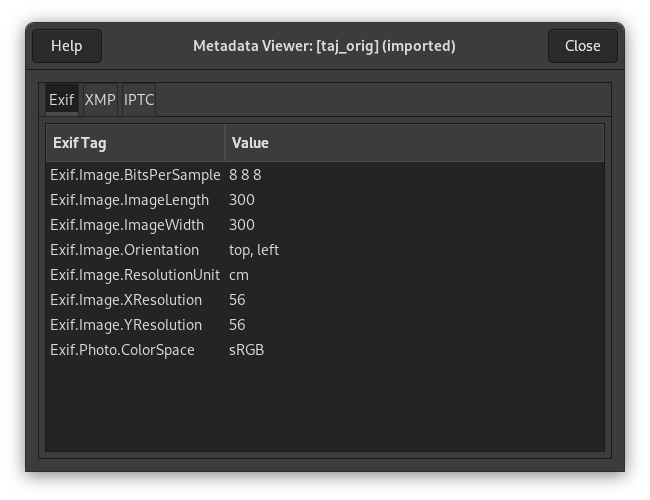 Help Metadata Viewer: [taj_orig] (imported) Close
Exif XMP IPTC
Exif Tag Value
Exif.Image.BitsPerSample 8 8 8
Exif.Image.ImageLength 300
Exif.Image.ImageWidth 300
Exif.Image.Orientation top, left
Exif.Image.ResolutionUnit cm
Exif.Image.XResolution 56
Exif.Image.YResolution 56
Exif.Photo.ColorSpace sRGB